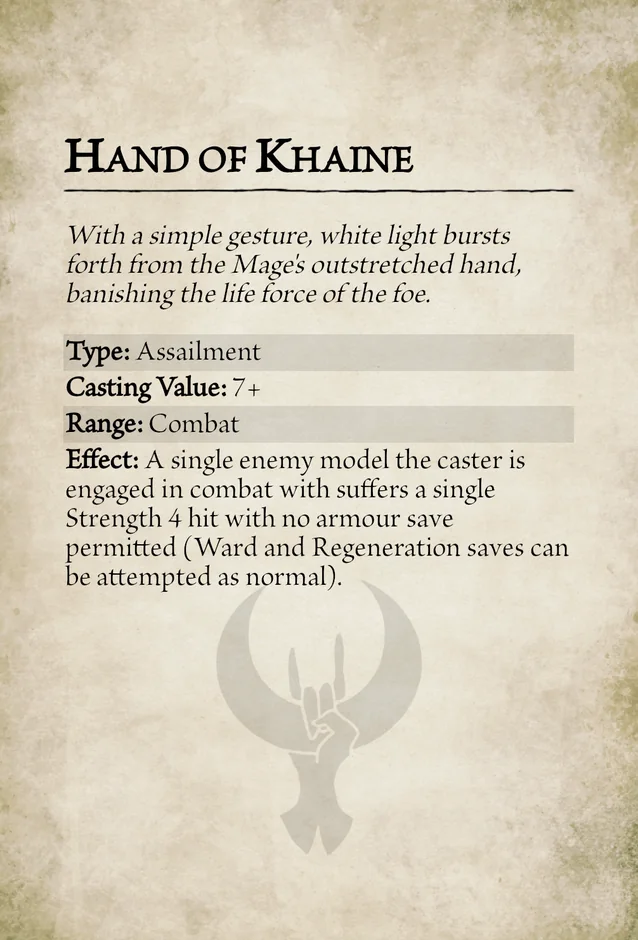 HAND OF KHAINE
With a simple gesture, white light bursts
forth from the Mage's outstretched hand,
banishing the life force of the foe.
Type: Assailment
Casting Value: 7+
Range: Combat
Effect: A single enemy model the caster is
engaged in combat with suffers a single
Strength 4 hit with no armour save
permitted (Ward and Regeneration saves can
be attempted as normal).